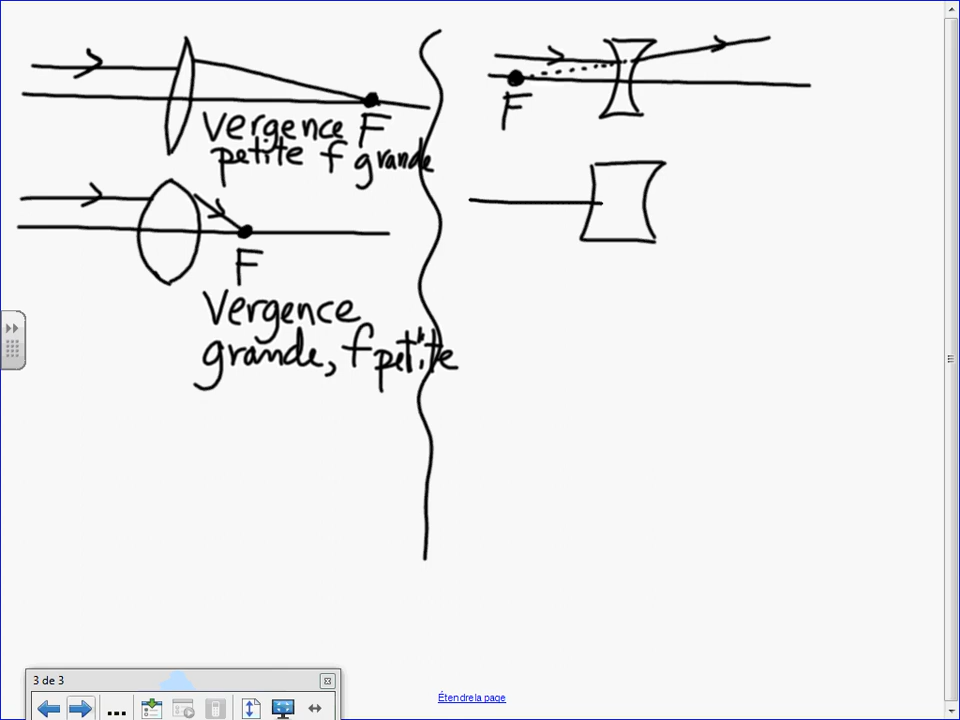 F
Vergence
petite f grande
F
Vergence
grande, f petite
F
3 de 3
...
Étendre la page